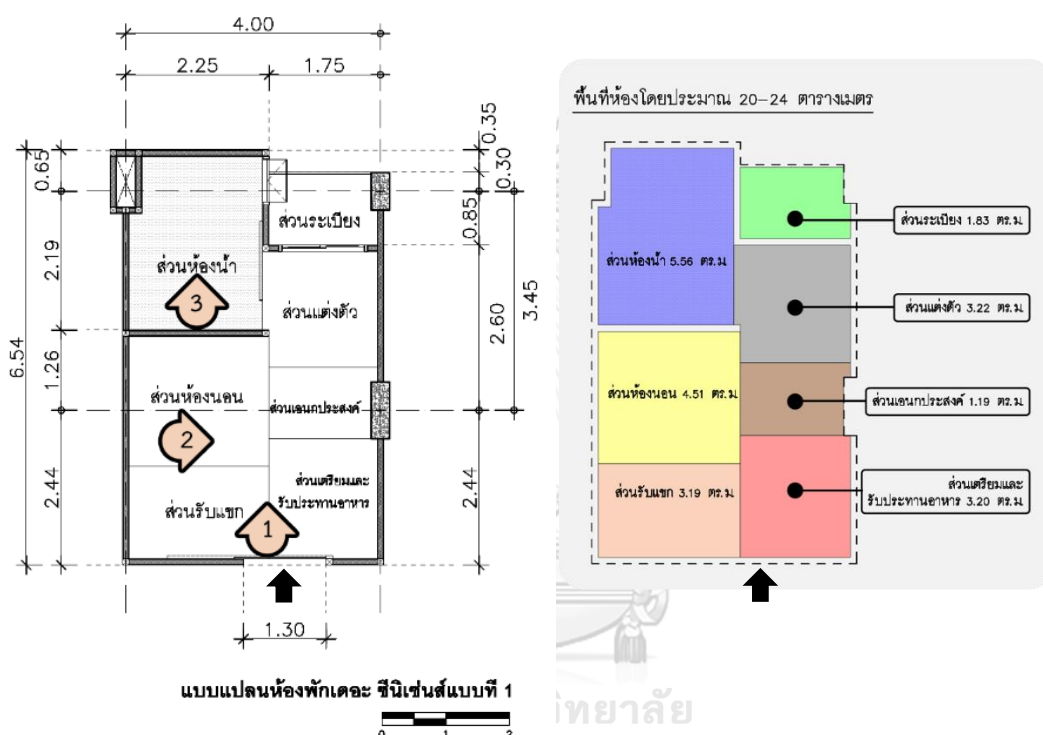 4.00
2.25
1.75
0.35
0.30
0.65
0.85
2.19
2.60
3.45
1.26
6.54
2.44
2.44
1.30
ส่วนระเบียง
ส่วนห้องน้ำ
3
ส่วนแต่งตัว
ส่วนห้องนอน
ส่วนเอนกประสงค์
2
ส่วนเตรียมและ
รับประทานอาหาร
ส่วนรับแขก
1
แบบแปลนห้องพักเดอะ ซีนิเซ่นส์แบบที่ 1
0 1 2
พื้นที่ห้องโดยประมาณ 20-24 ตารางเมตร
ส่วนระเบียง 1.83 ตร.ม.
ส่วนห้องน้ำ 5.56 ตร.ม.
ส่วนแต่งตัว 3.22 ตร.ม.
ส่วนห้องนอน 4.51 ตร.ม.
ส่วนเอนกประสงค์ 1.19 ตร.ม.
ส่วนรับแขก 3.19 ตร.ม.
ส่วนเตรียมและ
รับประทานอาหาร 3.20 ตร.ม.
วิทยาลัย